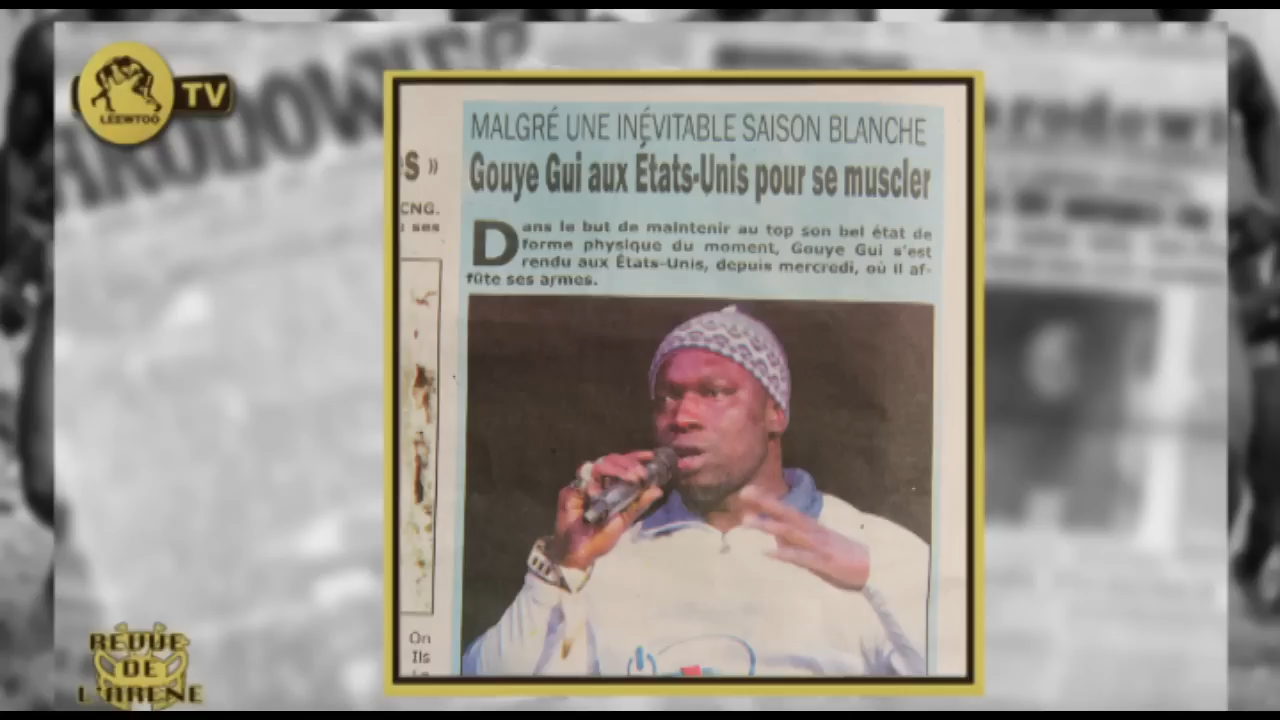 LEEWTOO
TV
MALGRÉ UNE INÉVITABLE SAISON BLANCHE
Gouye Gui aux États-Unis pour se muscler
Dans le but de maintenir au top son bel état de
forme physique du moment, Gouye Gui s'est
rendu aux États-Unis, depuis mercredi, où il af-
fûte ses armes.
s »
CNG.
ses
On
Ils
REVUE
DE
L'ARENE